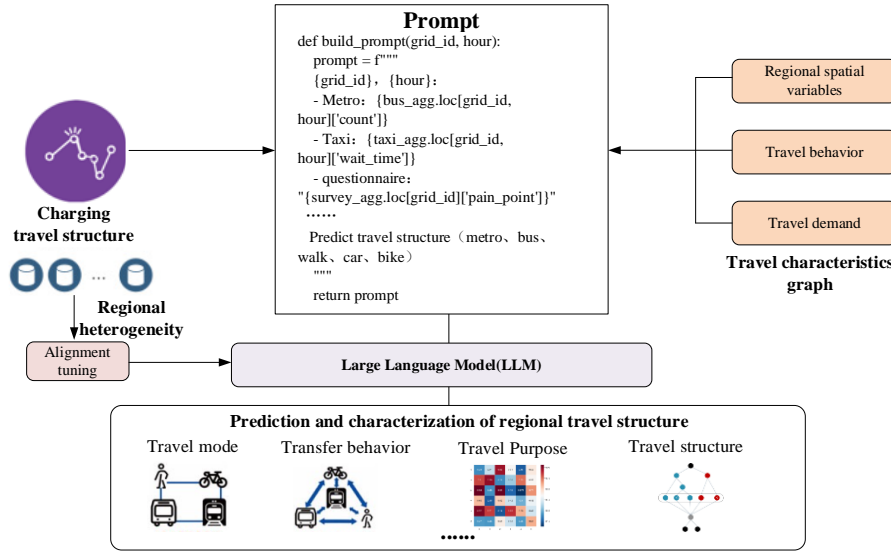 Prompt
def build_prompt(grid_id, hour):
prompt = f"""
{grid_id}，{hour}：
- Metro：{bus_agg.loc[grid_id,
hour]['count']}
- Taxi：{taxi_agg.loc[grid_id,
hour]['wait_time']}
- questionnaire：
"{survey_agg.loc[grid_id]['pain_point']}"
……
Predict travel structure（metro、bus、
walk、car、bike）
"""
return prompt
Charging
travel structure
...
Regional
heterogeneity
Alignment
tuning
Regional spatial
variables
Travel behavior
Travel demand
Travel characteristics
graph
Large Language Model(LLM)
Prediction and characterization of regional travel structure
Travel mode
Transfer behavior
Travel Purpose
Travel structure
……